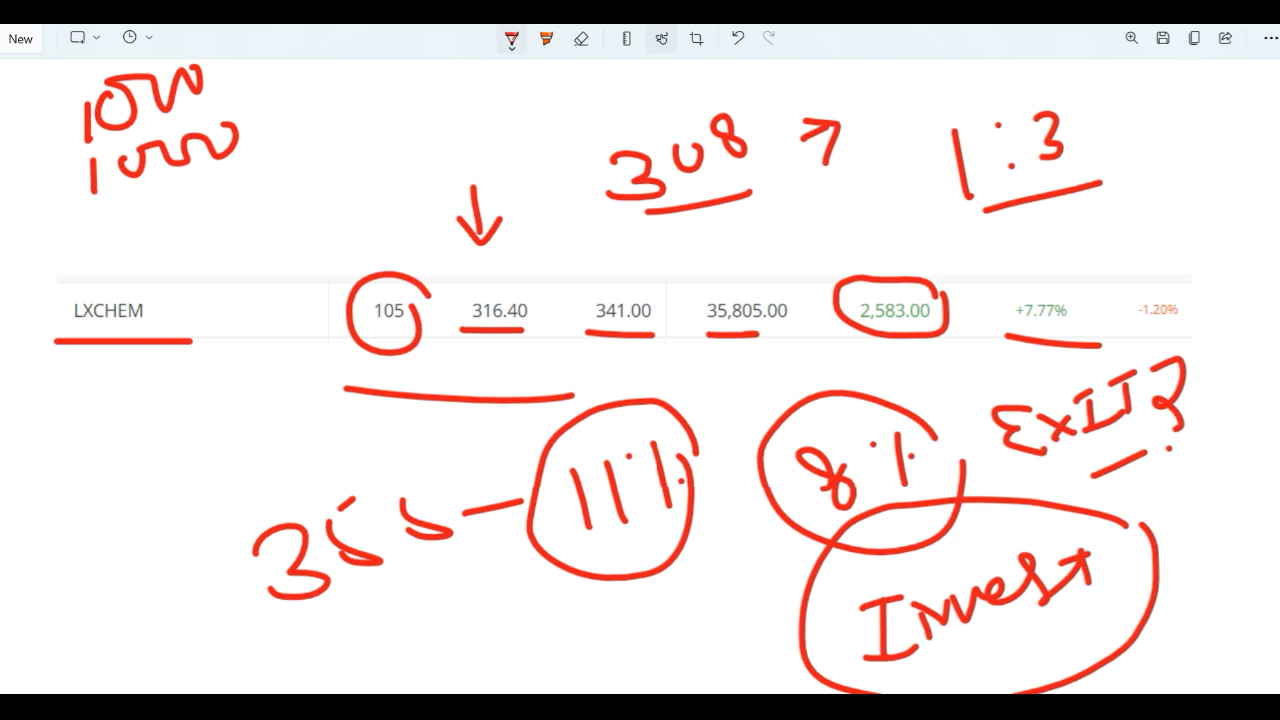 New
1000
1000
308 → 1:3
LXCHEM 105 316.40 341.00 35,805.00 2,583.00 +7.77% -1.20%
EXIT?
355 — 11% 8%
Invest